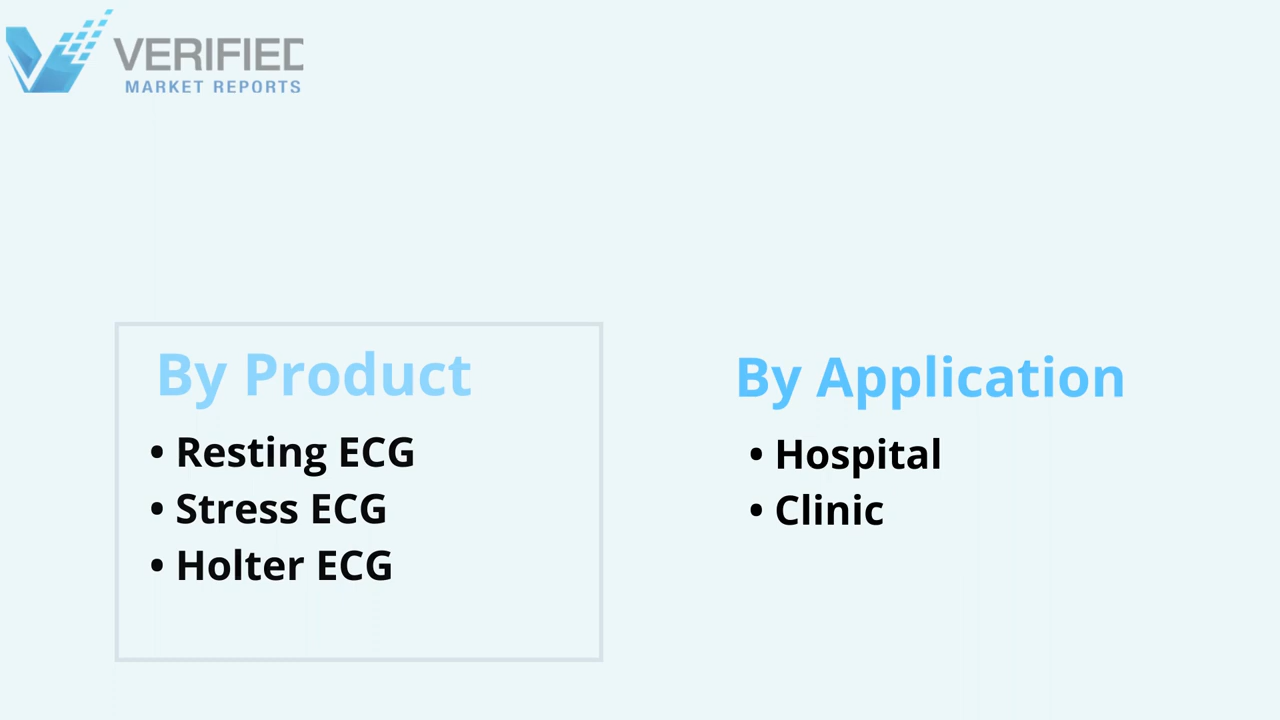 VERIFIED
MARKET REPORTS
By Product
• Resting ECG
• Stress ECG
• Holter ECG
By Application
• Hospital
• Clinic